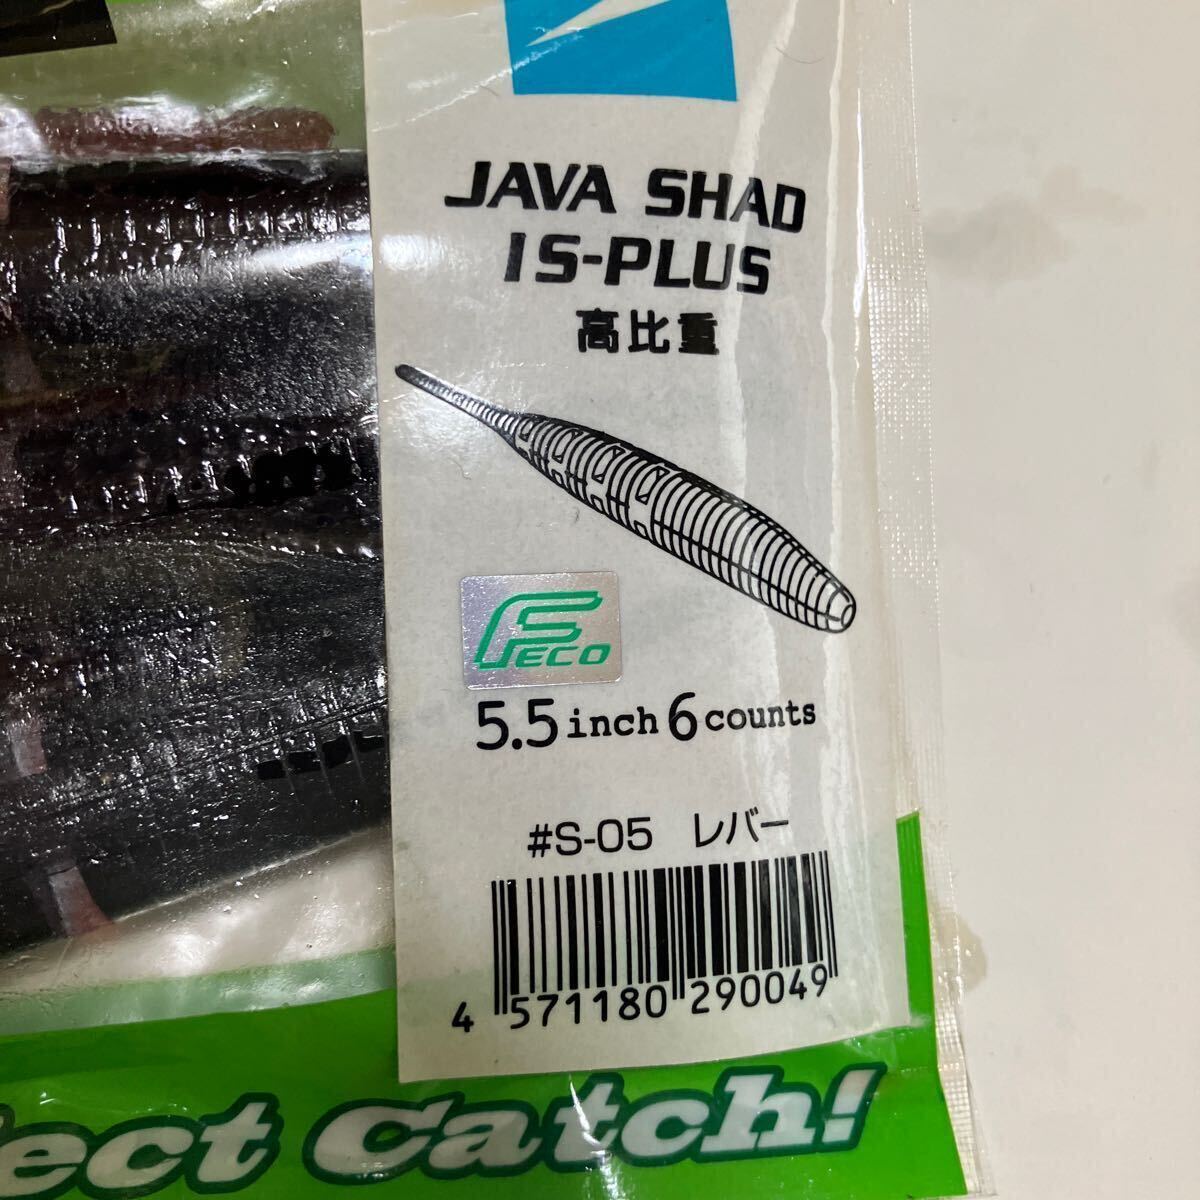 JAVA SHAD
IS-PLUS
高比重
FS
ECO
5.5 inch 6 counts
#S-05 レバー
4 571180 290049
Catch!